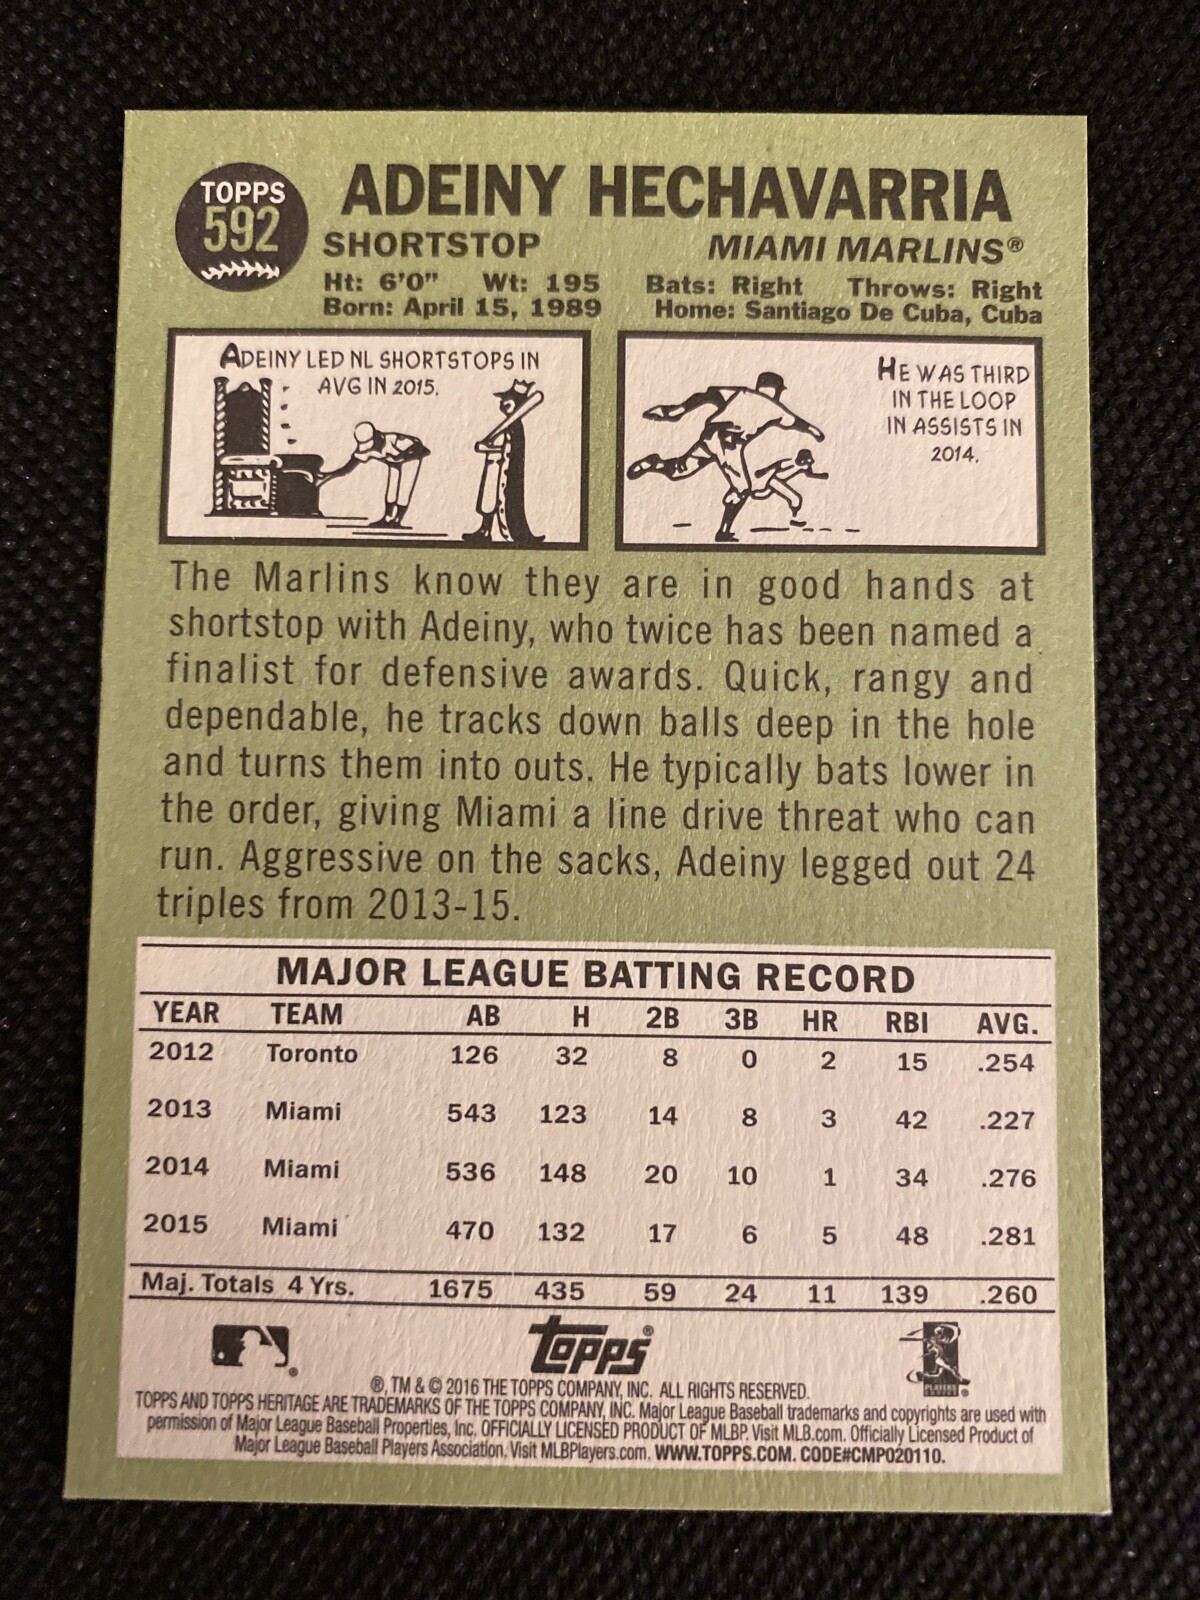 TOPPS
592
ADEINY HECHAVARRIA
SHORTSTOP MIAMI MARLINS®
Ht: 6'0" Wt: 195 Bats: Right Throws: Right
Born: April 15, 1989 Home: Santiago De Cuba, Cuba
ADEINY LED NL SHORTSTOPS IN
AVG IN 2015.
HE WAS THIRD
IN THE LOOP
IN ASSISTS IN
2014.
The Marlins know they are in good hands at
shortstop with Adeiny, who twice has been named a
finalist for defensive awards. Quick, rangy and
dependable, he tracks down balls deep in the hole
and turns them into outs. He typically bats lower in
the order, giving Miami a line drive threat who can
run. Aggressive on the sacks, Adeiny legged out 24
triples from 2013-15.
MAJOR LEAGUE BATTING RECORD
YEAR TEAM AB H 2B 3B HR RBI AVG.
2012 Toronto 126 32 8 0 2 15 .254
2013 Miami 543 123 14 8 3 42 .227
2014 Miami 536 148 20 10 1 34 .276
2015 Miami 470 132 17 6 5 48 .281
Maj. Totals 4 Yrs. 1675 435 59 24 11 139 .260
topps®
®, TM & © 2016 THE TOPPS COMPANY, INC. ALL RIGHTS RESERVED.
TOPPS AND TOPPS HERITAGE ARE TRADEMARKS OF THE TOPPS COMPANY, INC. Major League Baseball trademarks and copyrights are used with
permission of Major League Baseball Properties, Inc. OFFICIALLY LICENSED PRODUCT OF MLBP. Visit MLB.com. Officially Licensed Product of
Major League Baseball Players Association. Visit MLBPlayers.com. WWW.TOPPS.COM. CODE#CMP020110.